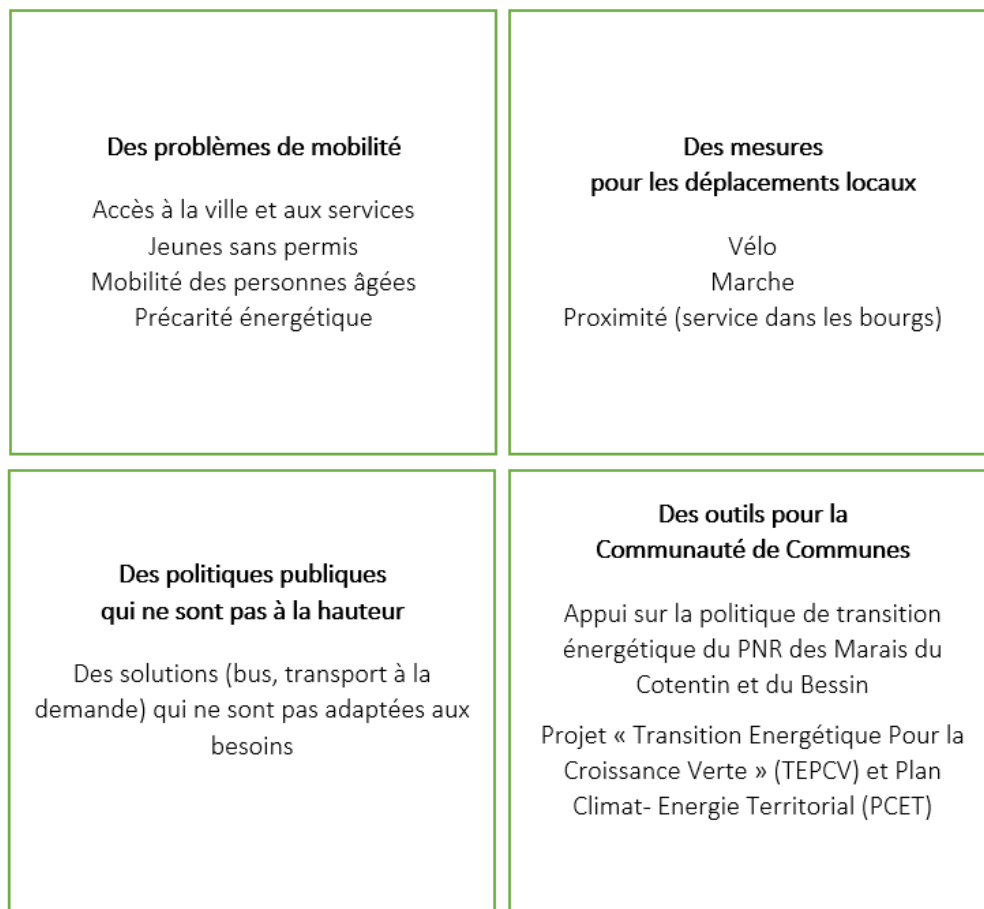 Des problèmes de mobilité
Accès à la ville et aux services
Jeunes sans permis
Mobilité des personnes âgées
Précarité énergétique
Des mesures
pour les déplacements locaux
Vélo
Marche
Proximité (service dans les bourgs)
Des politiques publiques
qui ne sont pas à la hauteur
Des solutions (bus, transport à la
demande) qui ne sont pas adaptées aux
besoins
Des outils pour la
Communauté de Communes
Appui sur la politique de transition
énergétique du PNR des Marais du
Cotentin et du Bessin
Projet « Transition Energétique Pour la
Croissance Verte » (TEPCV) et Plan
Climat- Energie Territorial (PCET)